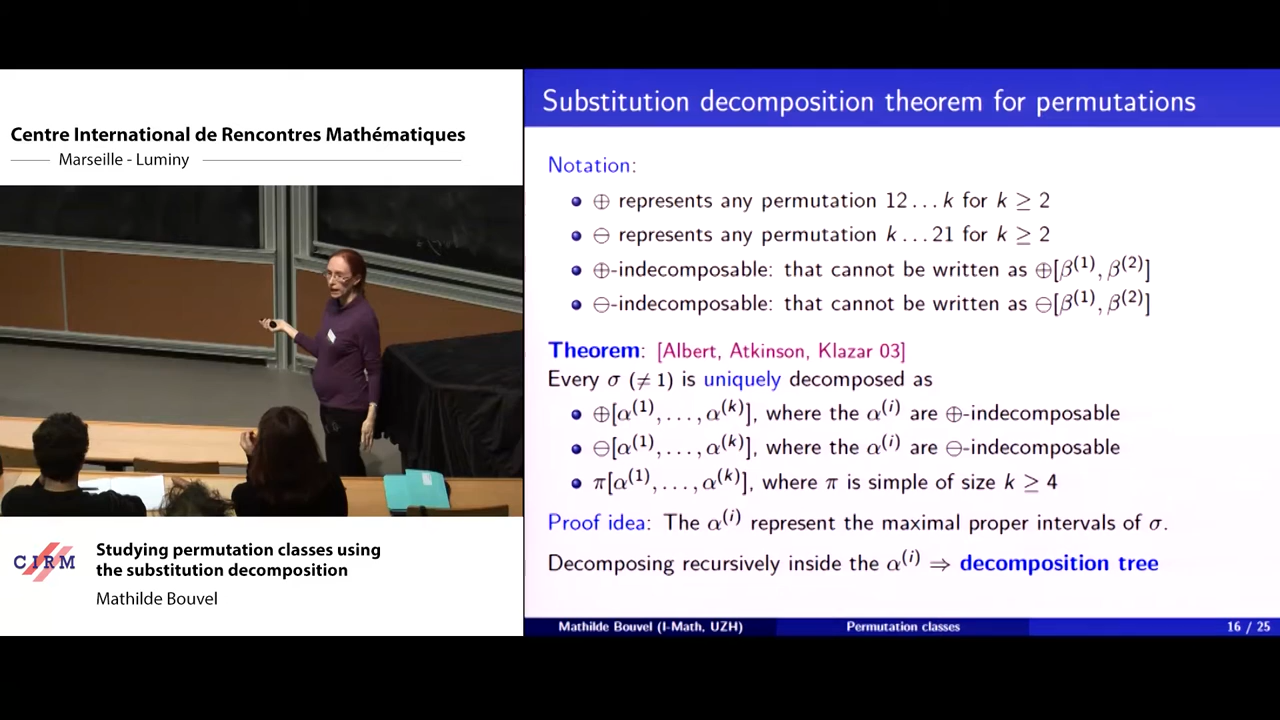 Centre International de Rencontres Mathématiques
Marseille - Luminy
CIRM
Studying permutation classes using
the substitution decomposition
Mathilde Bouvel
Substitution decomposition theorem for permutations
Notation:
⊕ represents any permutation 12...k for k ≥ 2
⊖ represents any permutation k...21 for k ≥ 2
⊕-indecomposable: that cannot be written as ⊕[β⁽¹⁾, β⁽²⁾]
⊖-indecomposable: that cannot be written as ⊖[β⁽¹⁾, β⁽²⁾]
Theorem: [Albert, Atkinson, Klazar 03]
Every σ (≠ 1) is uniquely decomposed as
⊕[α⁽¹⁾, ..., α⁽ᵏ⁾], where the α⁽ⁱ⁾ are ⊕-indecomposable
⊖[α⁽¹⁾, ..., α⁽ᵏ⁾], where the α⁽ⁱ⁾ are ⊖-indecomposable
π[α⁽¹⁾, ..., α⁽ᵏ⁾], where π is simple of size k ≥ 4
Proof idea: The α⁽ⁱ⁾ represent the maximal proper intervals of σ.
Decomposing recursively inside the α⁽ⁱ⁾ ⇒ decomposition tree
Mathilde Bouvel (I-Math, UZH) Permutation classes 16 / 25